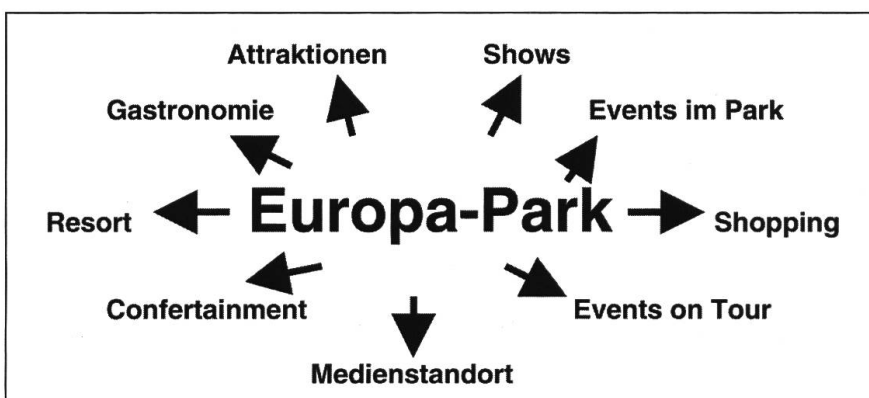 Attraktionen Shows
Gastronomie Events im Park
Resort Europa-Park Shopping
Confertainment Events on Tour
Medienstandort